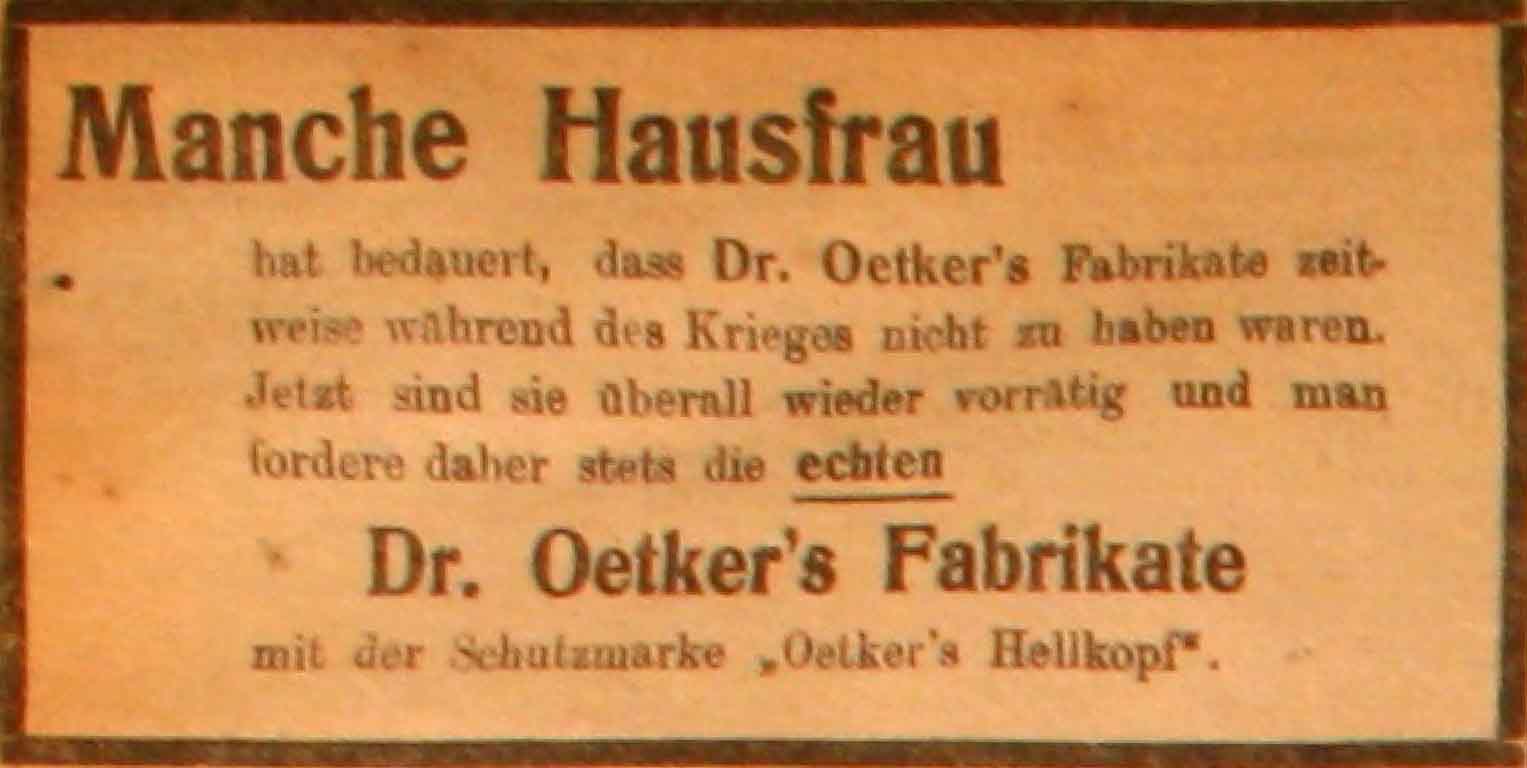 Manche Hausfrau
hat bedauert, dass Dr. Oetker's Fabrikate zeit-
weise während des Krieges nicht zu haben waren.
Jetzt sind sie überall wieder vorrätig und man
fordere daher stets die echten
Dr. Oetker's Fabrikate
mit der Schutzmarke „Oetker's Hellkopf“.